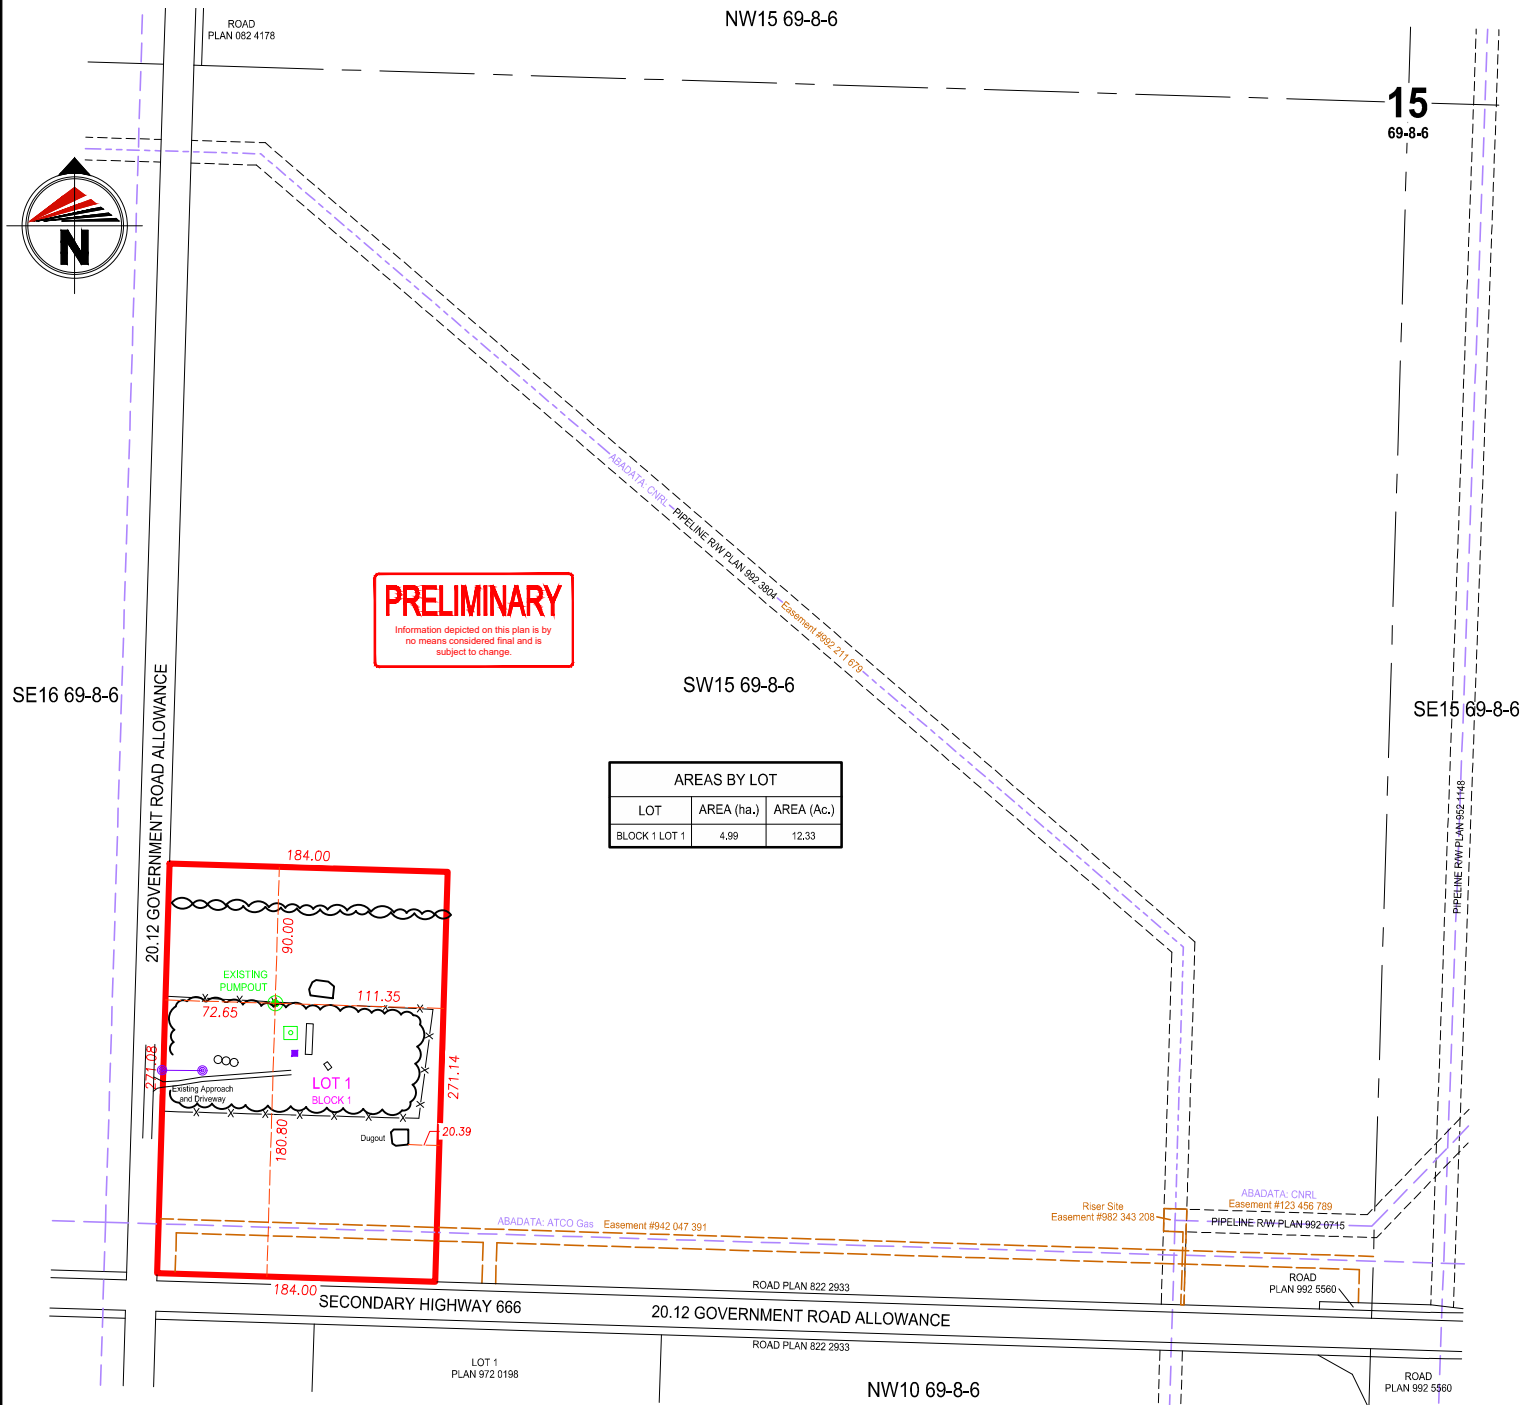 NW15 69-8-6
ROAD
PLAN 082 4178
15
69-8-6
N
ABADATA: CNRL
PIPELINE R/W PLAN 992 3804
Easement #992 211 679
PRELIMINARY
Information depicted on this plan is by
no means considered final and is
subject to change.
SE16 69-8-6
SW15 69-8-6
SE15 69-8-6
20.12 GOVERNMENT ROAD ALLOWANCE
PIPELINE R/W PLAN 952 1148
AREAS BY LOT
LOT AREA (ha.) AREA (Ac.)
BLOCK 1 LOT 1 4.99 12.33
184.00
90.00
EXISTING
PUMPOUT
72.65
111.35
271.08
271.14
Existing Approach
and Driveway
LOT 1
BLOCK 1
Dugout
20.39
180.80
184.00
ABADATA: ATCO Gas
Easement #942 047 391
Riser Site
Easement #982 343 208
ABADATA: CNRL
Easement #123 456 789
PIPELINE R/W PLAN 992 0715
ROAD
PLAN 992 5560
ROAD PLAN 822 2933
SECONDARY HIGHWAY 666
20.12 GOVERNMENT ROAD ALLOWANCE
ROAD PLAN 822 2933
LOT 1
PLAN 972 0198
NW10 69-8-6
ROAD
PLAN 992 5560